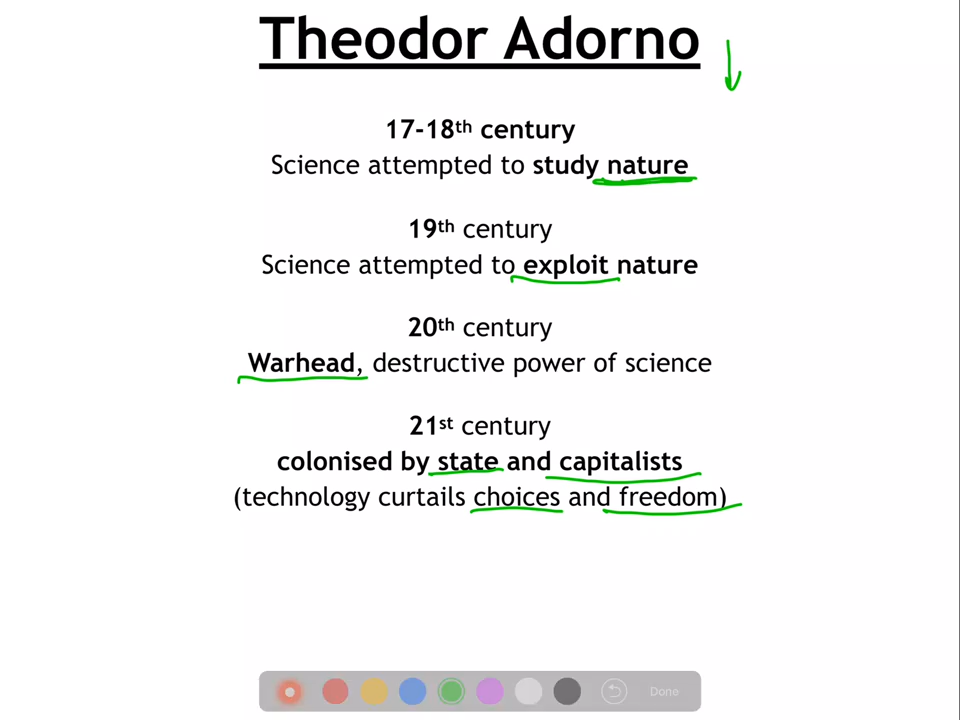 Theodor Adorno
17-18th century
Science attempted to study nature
19th century
Science attempted to exploit nature
20th century
Warhead, destructive power of science
21st century
colonised by state and capitalists
(technology curtails choices and freedom)
Done